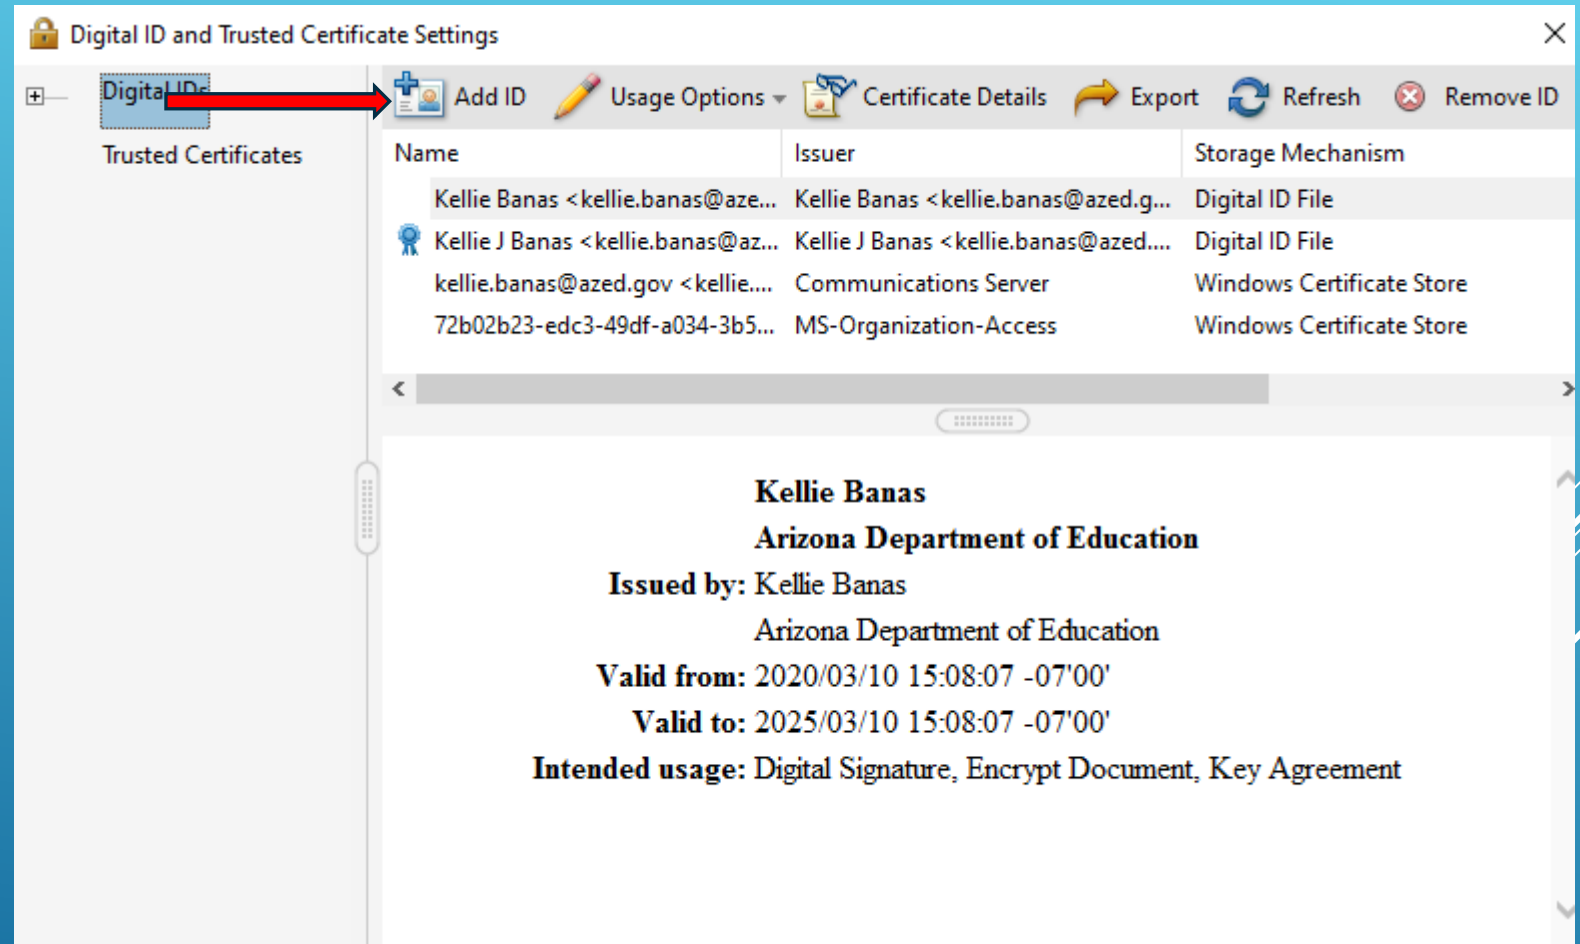 Digital ID and Trusted Certificate Settings
Digital IDs
Add ID Usage Options Certificate Details Export Refresh Remove ID
Trusted Certificates
Name Issuer Storage Mechanism
Kellie Banas <kellie.banas@aze... Kellie Banas <kellie.banas@azed.g... Digital ID File
Kellie J Banas <kellie.banas@az... Kellie J Banas <kellie.banas@azed.... Digital ID File
kellie.banas@azed.gov <kellie.... Communications Server Windows Certificate Store
72b02b23-edc3-49df-a034-3b5... MS-Organization-Access Windows Certificate Store
Kellie Banas
Arizona Department of Education
Issued by: Kellie Banas
Arizona Department of Education
Valid from: 2020/03/10 15:08:07 -07'00'
Valid to: 2025/03/10 15:08:07 -07'00'
Intended usage: Digital Signature, Encrypt Document, Key Agreement